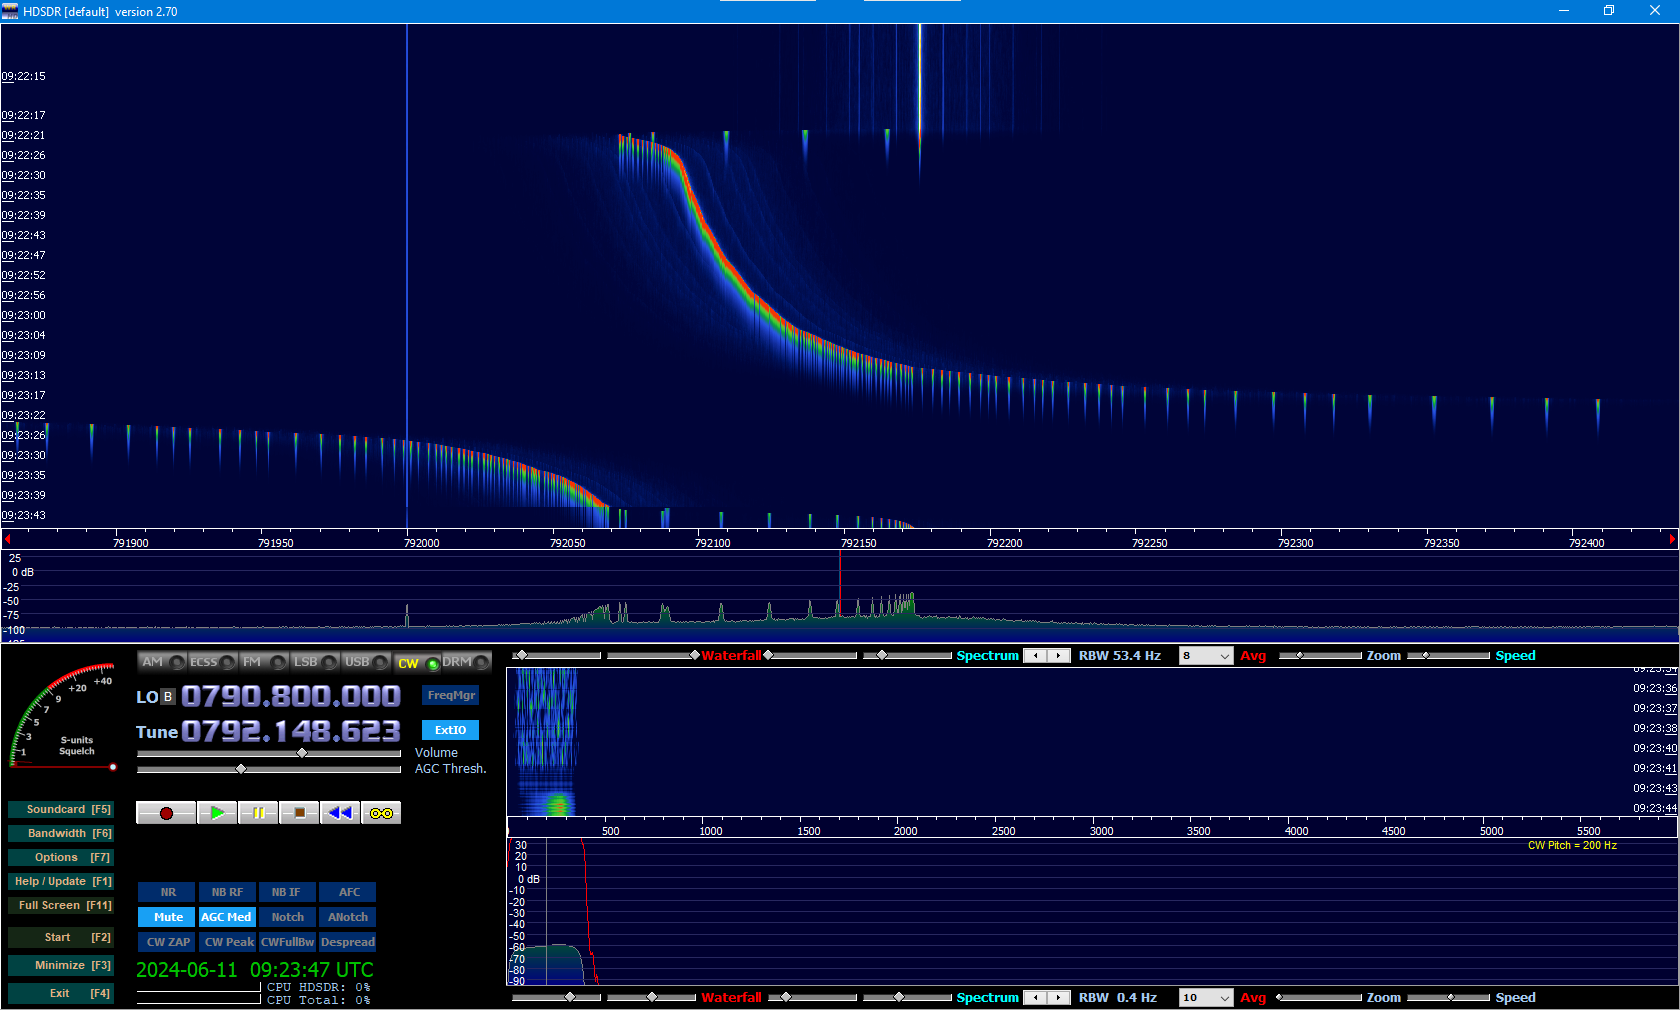 HDSDR [default] version 2.70
09:22:15
09:22:17
09:22:21
09:22:26
09:22:30
09:22:35
09:22:39
09:22:43
09:22:47
09:22:52
09:22:56
09:23:00
09:23:04
09:23:09
09:23:13
09:23:17
09:23:22
09:23:26
09:23:30
09:23:35
09:23:39
09:23:43
791900 791950 792000 792050 792100 792150 792200 792250 792300 792350 792400
25
0 dB
-25
-50
-75
-100
AM ECSS FM LSB USB CW DRM
Waterfall Spectrum RBW 53.4 Hz 8 Avg Zoom Speed
1 3 5 7 9 +20 +40
S-units
Squelch
LO B 0790.800.000 FreqMgr
Tune 0792.148.623 ExtIO
Volume
AGC Thresh.
Soundcard [F5]
Bandwidth [F6]
Options [F7]
Help / Update [F1]
Full Screen [F11]
Start [F2]
Minimize [F3]
Exit [F4]
NR NB RF NB IF AFC
Mute AGC Med Notch ANotch
CW ZAP CW Peak CWFullBw Despread
2024-06-11 09:23:47 UTC
CPU HDSDR: 0%
CPU Total: 0%
09:23:36
09:23:37
09:23:38
09:23:40
09:23:41
09:23:43
09:23:44
500 1000 1500 2000 2500 3000 3500 4000 4500 5000 5500
CW Pitch = 200 Hz
30
20
10
0 dB
-10
-20
-30
-40
-50
-60
-70
-80
-90
Waterfall Spectrum RBW 0.4 Hz 10 Avg Zoom Speed